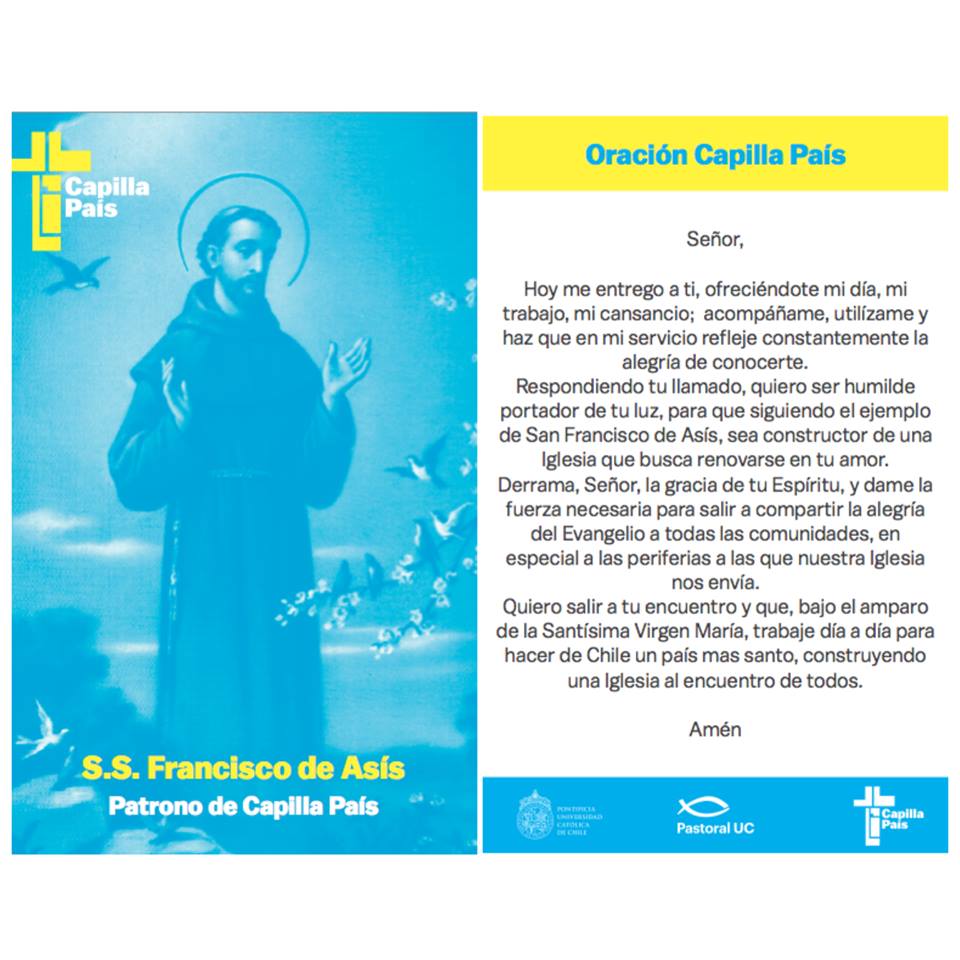 Capilla
País
S.S. Francisco de Asís
Patrono de Capilla País
Oración Capilla País
Señor,
Hoy me entrego a ti, ofreciéndote mi día, mi
trabajo, mi cansancio;  acompáñame, utilízame y
haz que en mi servicio refleje constantemente la
alegría de conocerte.
Respondiendo tu llamado, quiero ser humilde
portador de tu luz, para que siguiendo el ejemplo
de San Francisco de Asís, sea constructor de una
Iglesia que busca renovarse en tu amor.
Derrama, Señor, la gracia de tu Espíritu, y dame la
fuerza necesaria para salir a compartir la alegría
del Evangelio a todas las comunidades, en
especial a las periferias a las que nuestra Iglesia
nos envía.
Quiero salir a tu encuentro y que, bajo el amparo
de la Santísima Virgen María, trabaje día a día para
hacer de Chile un país mas santo, construyendo
una Iglesia al encuentro de todos.
Amén
PONTIFICIA
UNIVERSIDAD
CATÓLICA
DE CHILE
Pastoral UC
Capilla
País